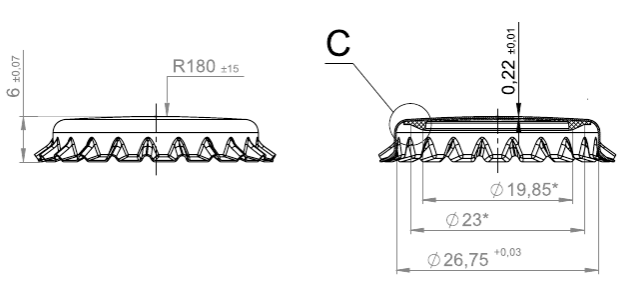 6 ±0,07
R180 ±15
C
0,22 ±0,01
∅ 19,85*
∅ 23*
∅ 26,75 +0,03